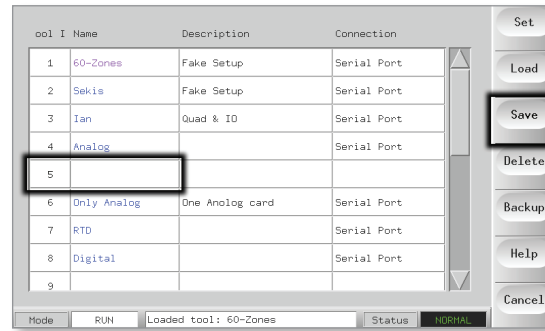 ool I Name Description Connection
1 60-Zones Fake Setup Serial Port
2 Sekis Fake Setup Serial Port
3 Ian Quad & IO Serial Port
4 Analog Serial Port
5
6 Only Analog One Anolog card Serial Port
7 RTD Serial Port
8 Digital Serial Port
9
Mode RUN Loaded tool: 60-Zones Status NORMAL
Set
Load
Save
Delete
Backup
Help
Cancel